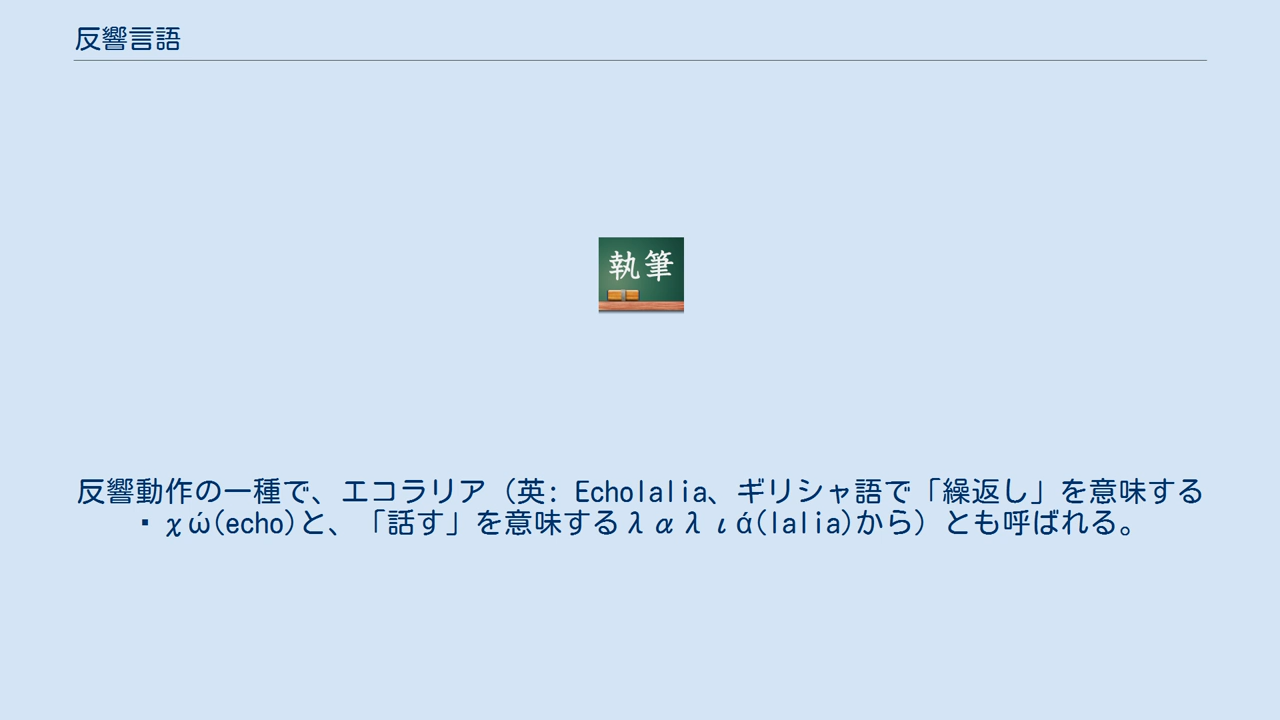 反響言語
執筆
反響動作の一種で、エコラリア（英: Echolalia、ギリシャ語で「繰返し」を意味する
▪χώ(echo)と、「話す」を意味するλαλιά(lalia)から）とも呼ばれる。